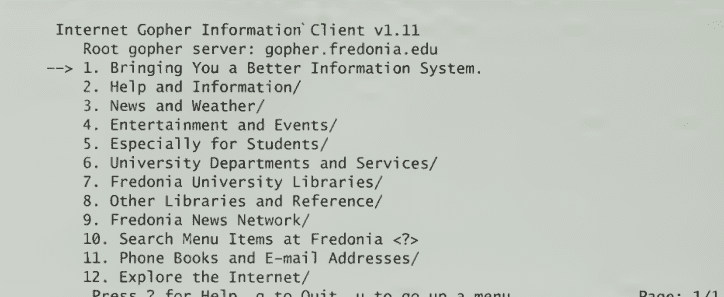 Internet Gopher Information Client v1.11
Root gopher server: gopher.fredonia.edu
--> 1. Bringing You a Better Information System.
2. Help and Information/
3. News and Weather/
4. Entertainment and Events/
5. Especially for Students/
6. University Departments and Services/
7. Fredonia University Libraries/
8. Other Libraries and Reference/
9. Fredonia News Network/
10. Search Menu Items at Fredonia <?>
11. Phone Books and E-mail Addresses/
12. Explore the Internet/
Press ? for Help, q to Quit, u to go up a menu Page: 1/1